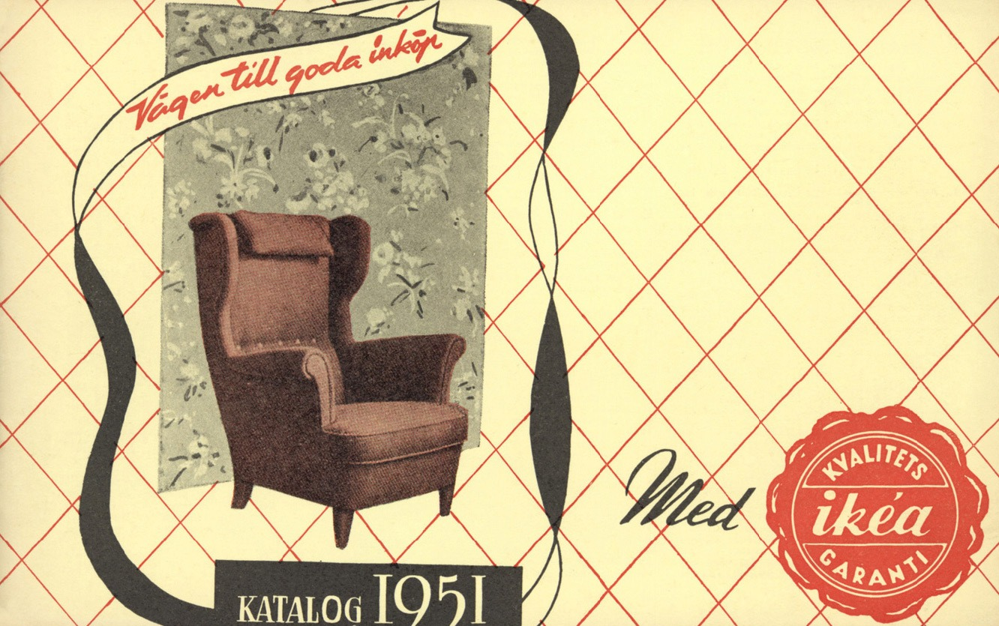 Vägen till goda inköp
Med
KVALITETS
ikéa
GARANTI
KATALOG 1951